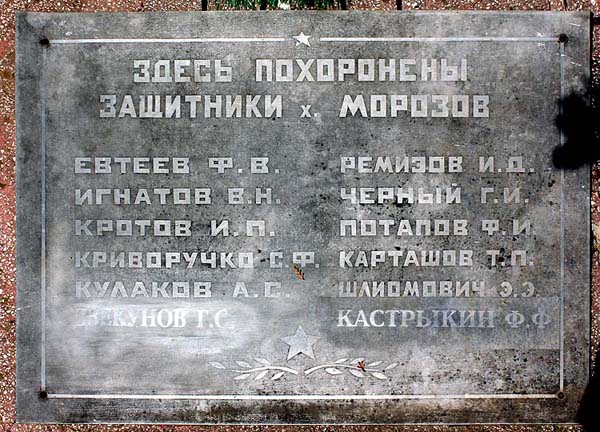 ЗДЕСЬ ПОХОРОНЕНЫ
ЗАЩИТНИКИ х. МОРОЗОВ
ЕВТЕЕВ Ф.В.
ИГНАТОВ В.Н.
КРОТОВ И.П.
КРИВОРУЧКО С.Ф.
КУЛАКОВ А.С.
Г.С.
РЕМИЗОВ И.Д.
ЧЕРНЫЙ Г.И.
ПОТАПОВ Ф.И.
КАРТАШОВ Т.П.
ШЛИОМОВИЧ Э.Э.
КАСТРЫКИН Ф.Ф